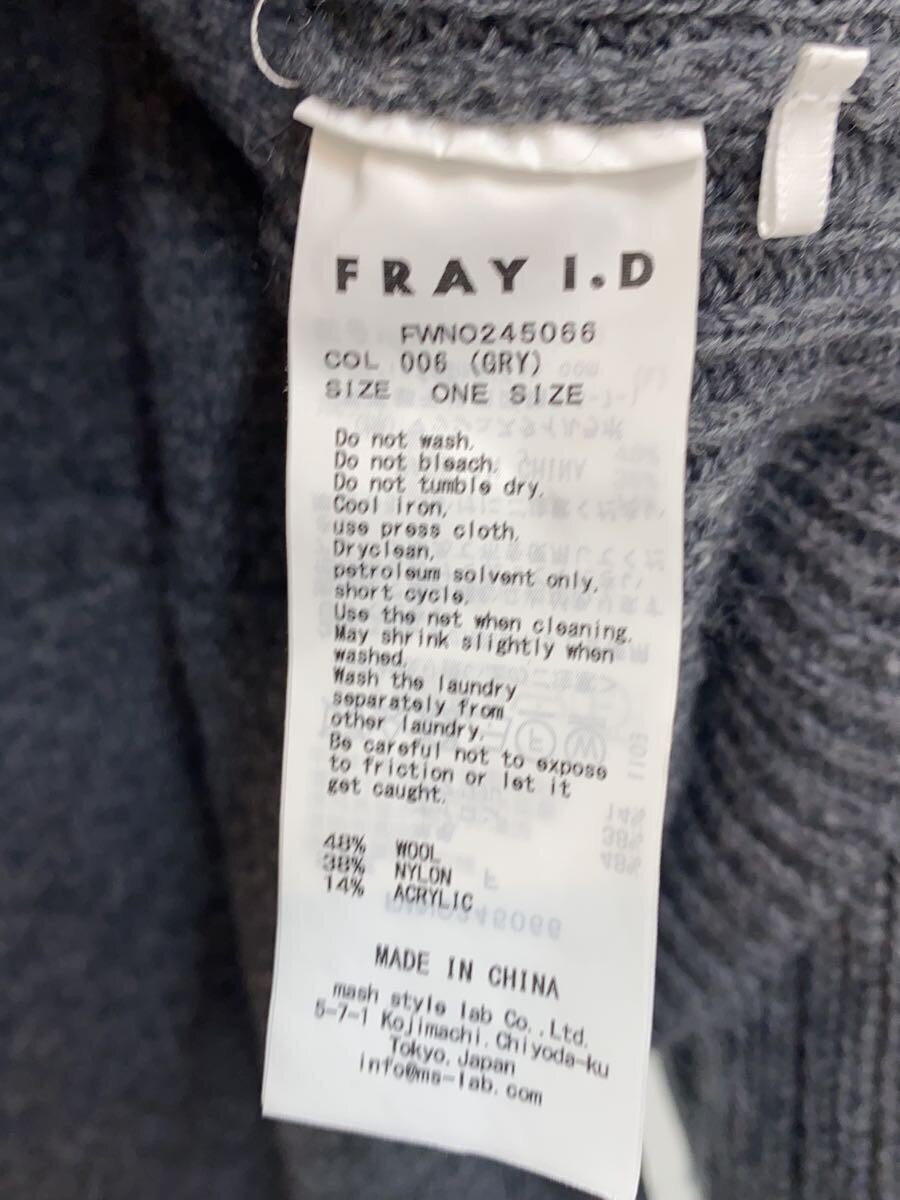 FRAY I.D
FWNO245066
COL 006 (GRY)
SIZE ONE SIZE
Do not wash.
Do not bleach.
Do not tumble dry.
Cool iron,
use press cloth.
Dryclean,
petroleum solvent only,
short cycle.
Use the net when cleaning.
May shrink slightly when
washed.
Wash the laundry
separately from
other laundry.
Be careful not to expose
to friction or let it
get caught.
48% WOOL
38% NYLON
14% ACRYLIC
MADE IN CHINA
mash style lab Co.,Ltd.
5-7-1 Kojimachi.Chiyoda-ku
Tokyo.Japan
info@ms-lab.com